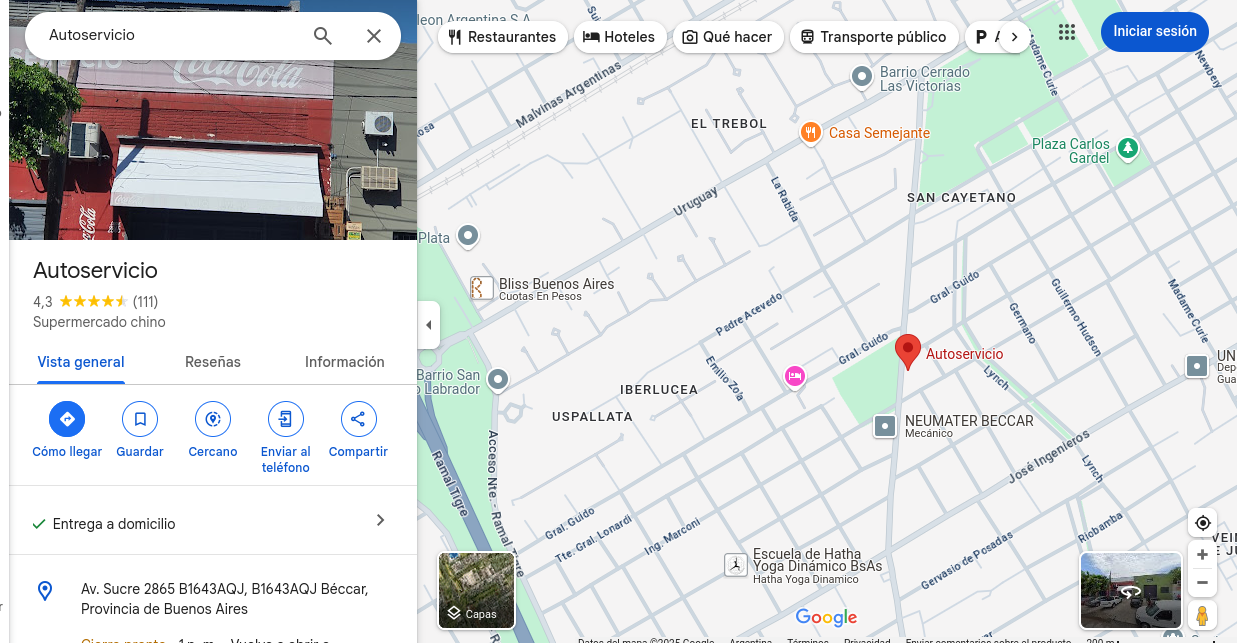 Autoservicio
Coca-Cola
Coca-Cola
Autoservicio
4,3
(111)
Supermercado chino
Vista general
Reseñas
Información
Cómo llegar
Guardar
Cercano
Enviar al
teléfono
Compartir
Entrega a domicilio
Av. Sucre 2865 B1643AQJ, B1643AQJ Béccar,
Provincia de Buenos Aires
Restaurantes
Hoteles
Qué hacer
Transporte público
Iniciar sesión
leon Argentina S.A
Barrio Cerrado
Las Victorias
Madame Curie
Newbery
Malvinas Argentinas
EL TREBOL
Casa Semejante
Plaza Carlos
Gardel
La Rabida
SAN CAYETANO
Uruguay
Plata
Bliss Buenos Aires
Cuotas En Pesos
Gral. Guido
Guillermo Hudson
Madame Curie
Padre Acevedo
Germano
Gral. Guido
Autoservicio
Emilio Zola
Lynch
Barrio San
o Labrador
IBERLUCEA
USPALLATA
NEUMATER BECCAR
Mecánico
José Ingenieros
Lynch
Acceso Nte. - Ramal Tigre
Ramal Tigre
Gral. Guido
Tte. Gral. Lonardi
Ing. Marconi
Riobamba
Gervasio de Posadas
Escuela de Hatha
Yoga Dinámico BsAs
Hatha Yoga Dinamico
Capas
Google
Datos del mapa ©2025 Google
Argentina
Términos
Privacidad
Enviar comentarios sobre el producto
200 m